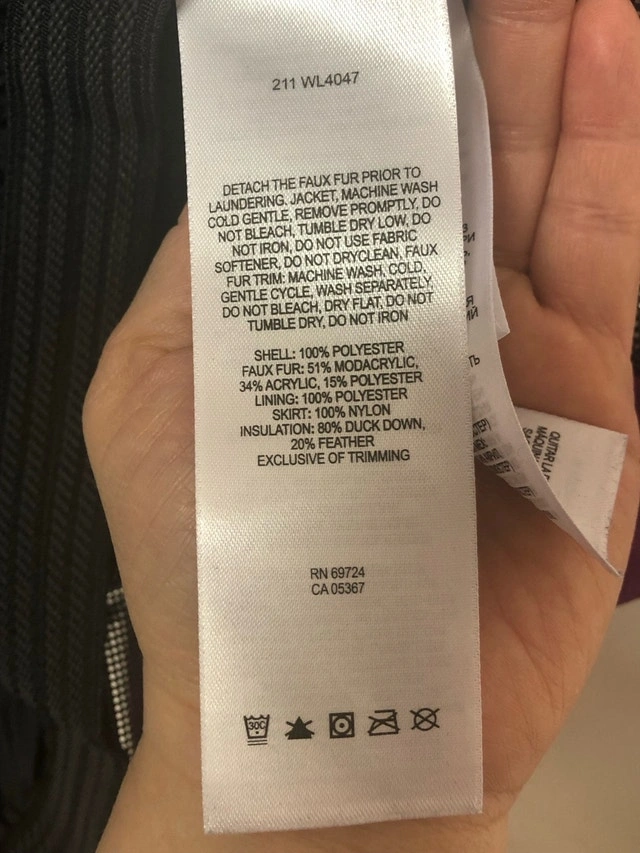 211 WL4047
DETACH THE FAUX FUR PRIOR TO
LAUNDERING. JACKET, MACHINE WASH
COLD GENTLE, REMOVE PROMPTLY, DO
NOT BLEACH, TUMBLE DRY LOW, DO
NOT IRON, DO NOT USE FABRIC
SOFTENER, DO NOT DRYCLEAN, FAUX
FUR TRIM: MACHINE WASH, COLD,
GENTLE CYCLE, WASH SEPARATELY,
DO NOT BLEACH, DRY FLAT, DO NOT
TUMBLE DRY, DO NOT IRON
SHELL: 100% POLYESTER
FAUX FUR: 51% MODACRYLIC,
34% ACRYLIC, 15% POLYESTER
LINING: 100% POLYESTER
SKIRT: 100% NYLON
INSULATION: 80% DUCK DOWN,
20% FEATHER
EXCLUSIVE OF TRIMMING
RN 69724
CA 05367
30C
QUITAR LA